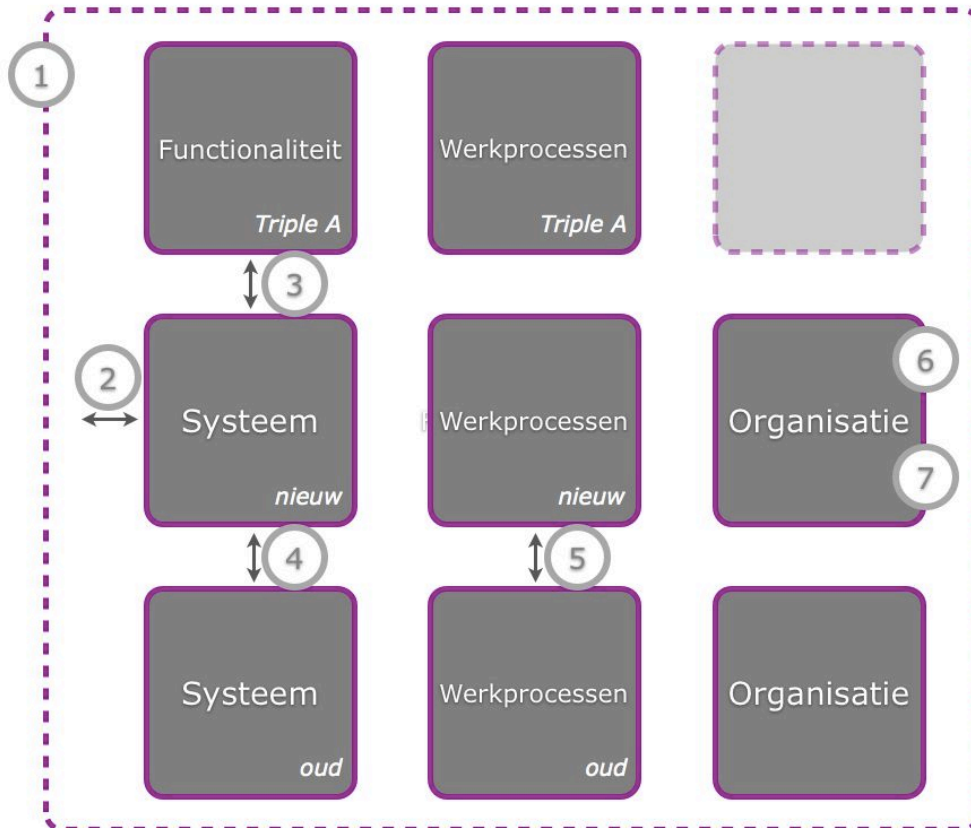 1
Functionaliteit
Triple A
Werkprocessen
Triple A
3
2
Systeem
nieuw
Werkprocessen
nieuw
Organisatie
6
7
4
5
Systeem
oud
Werkprocessen
oud
Organisatie